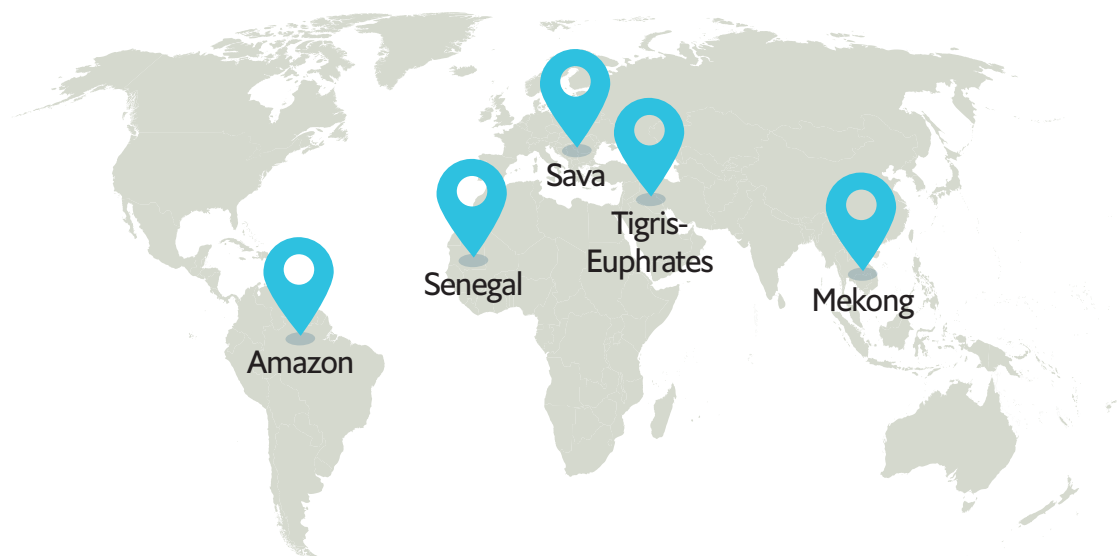 Sava
Tigris-
Euphrates
Senegal
Mekong
Amazon